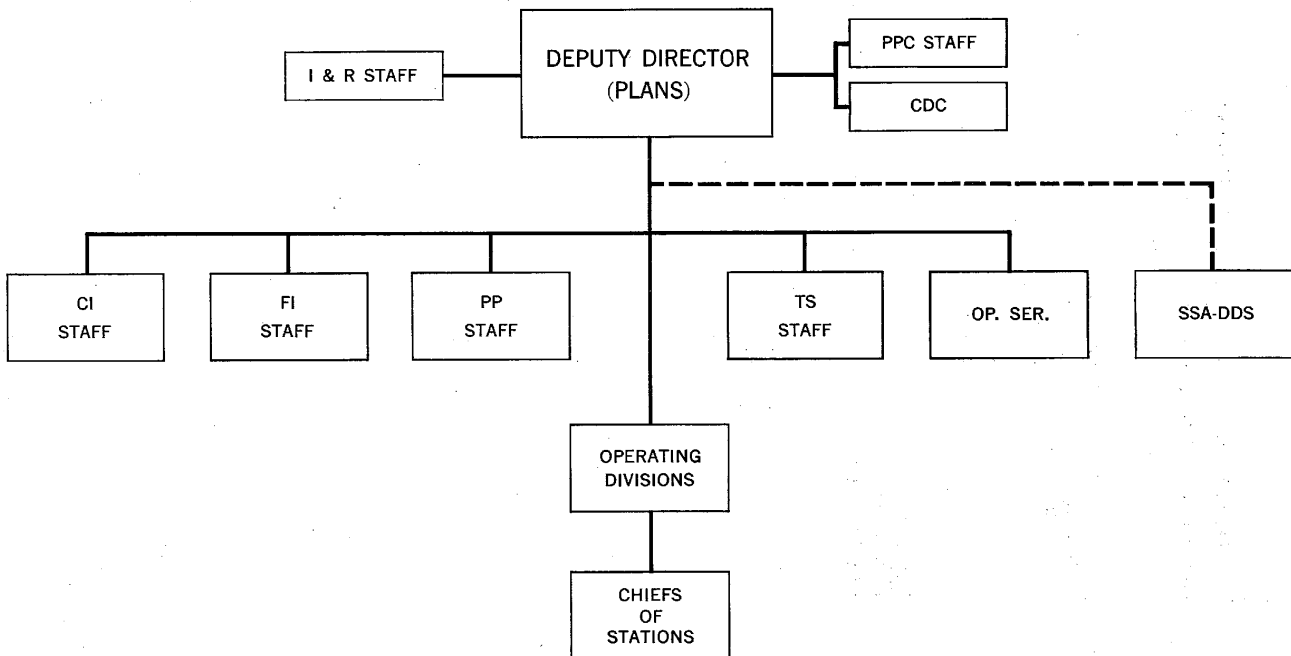 DEPUTY DIRECTOR
(PLANS)
I & R STAFF
PPC STAFF
CDC
CI
STAFF
FI
STAFF
PP
STAFF
TS
STAFF
OP. SER.
SSA-DDS
OPERATING
DIVISIONS
CHIEFS
OF
STATIONS